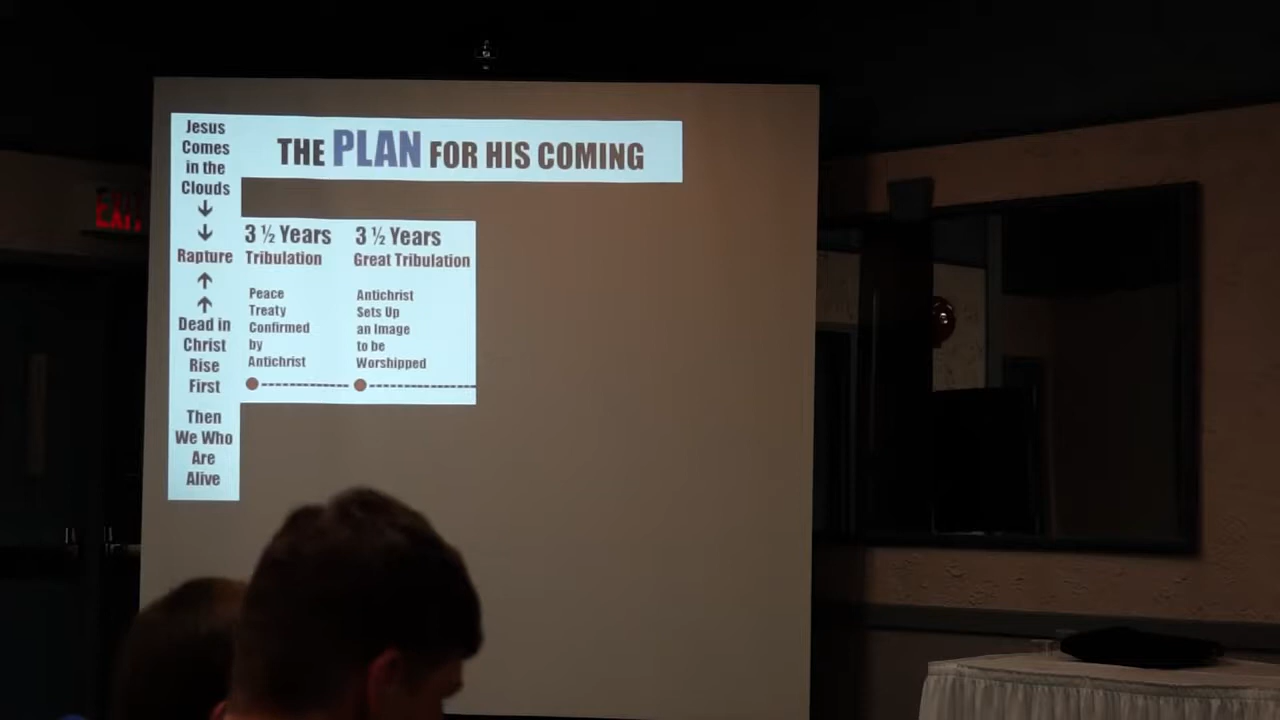 THE PLAN FOR HIS COMING
Jesus
Comes
in the
Clouds
Rapture
Dead in
Christ
Rise
First
Then
We Who
Are
Alive
3 ½ Years
Tribulation
Peace
Treaty
Confirmed
by
Antichrist
3 ½ Years
Great Tribulation
Antichrist
Sets Up
an Image
to be
Worshipped
EXIT